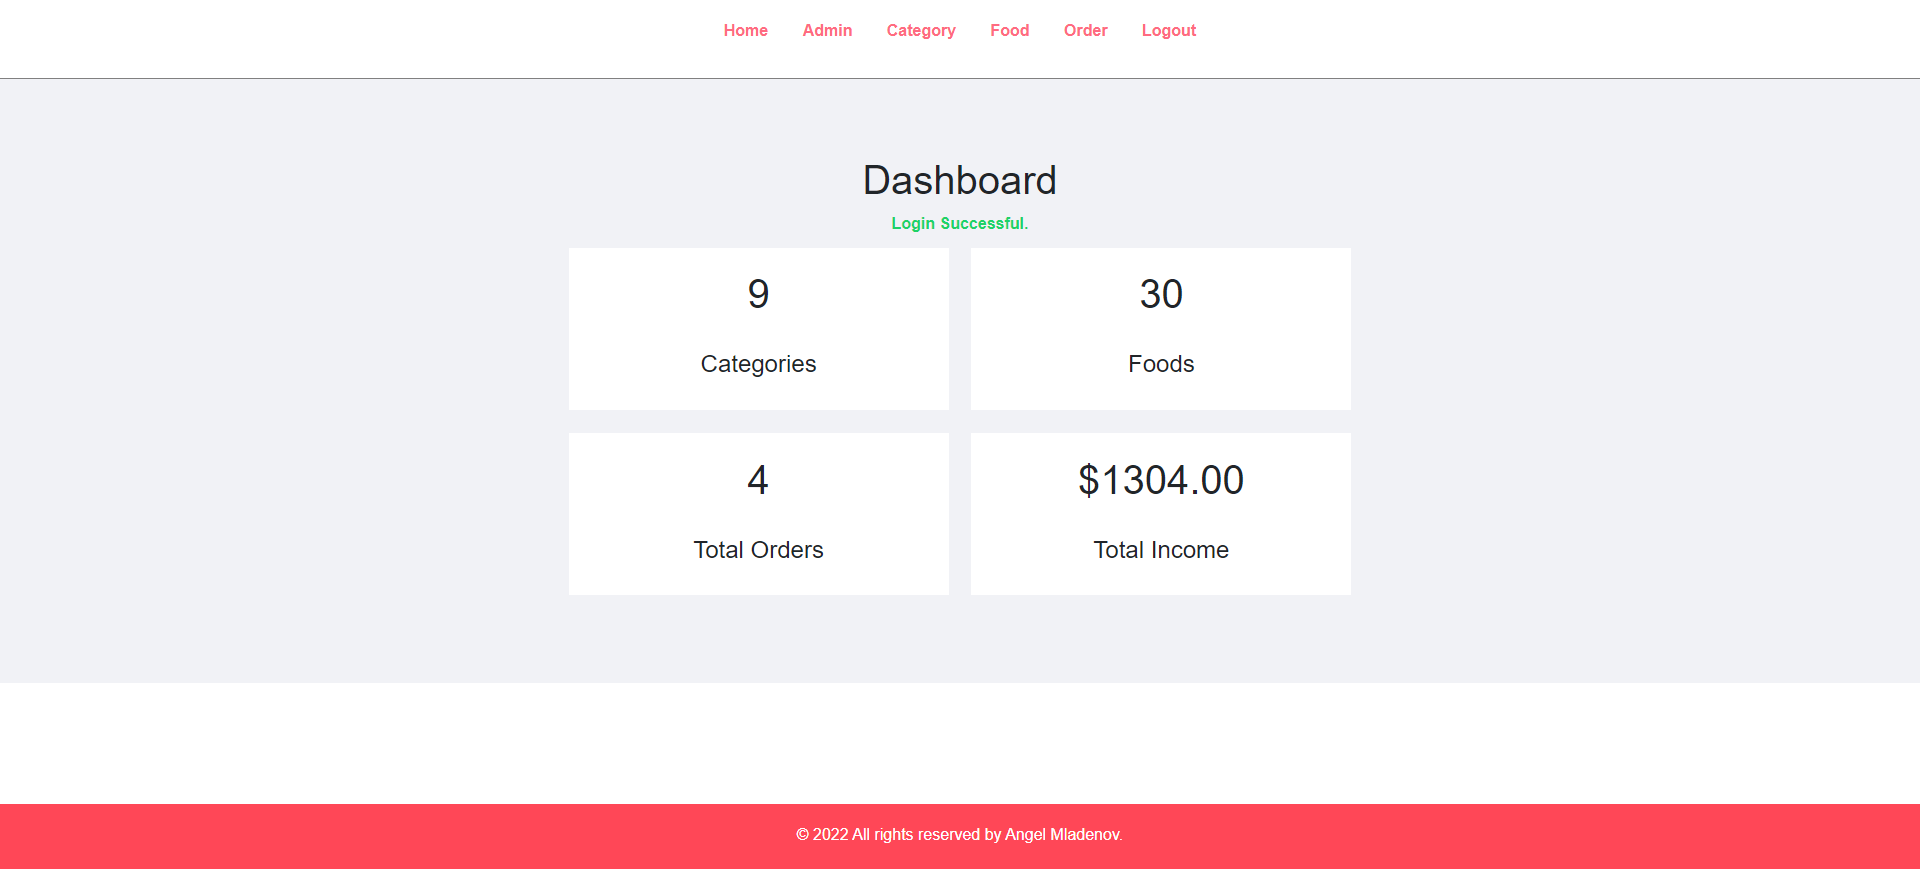 Home Admin Category Food Order Logout
Dashboard
Login Successful.
9
Categories
30
Foods
4
Total Orders
$1304.00
Total Income
© 2022 All rights reserved by Angel Mladenov.